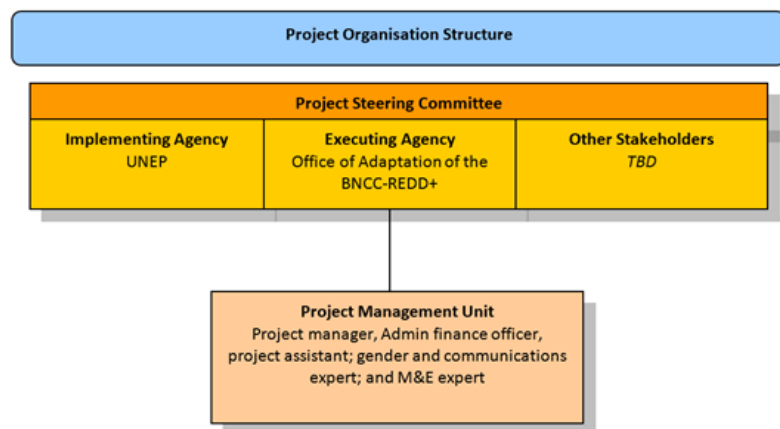 Project Organisation Structure
Project Steering Committee
Implementing Agency
UNEP
Executing Agency
Office of Adaptation of the
BNCC-REDD+
Other Stakeholders
TBD
Project Management Unit
Project manager, Admin finance officer,
project assistant; gender and communications
expert; and M&E expert